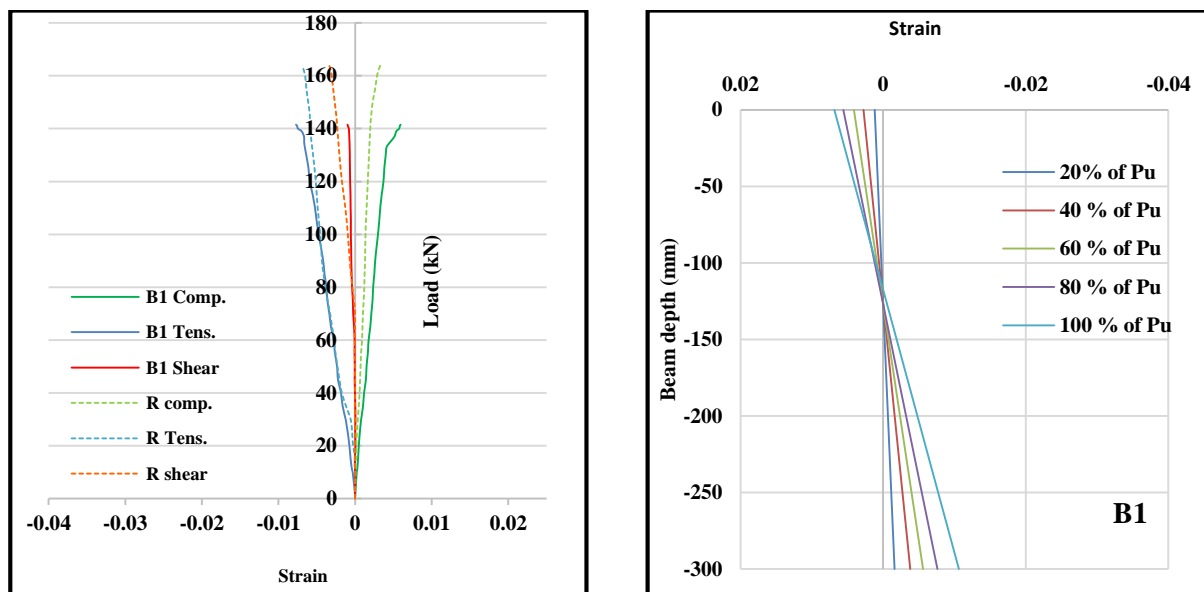 180
160
140
120
100
80
60
40
20
0
-0.04 -0.03 -0.02 -0.01 0 0.01 0.02
Strain
Load (kN)
B1 Comp.
B1 Tens.
B1 Shear
R comp.
R Tens.
R shear
Strain
0.02 0 -0.02 -0.04
0
-50
-100
-150
-200
-250
-300
Beam depth (mm)
20% of Pu
40 % of Pu
60 % of Pu
80 % of Pu
100 % of Pu
B1